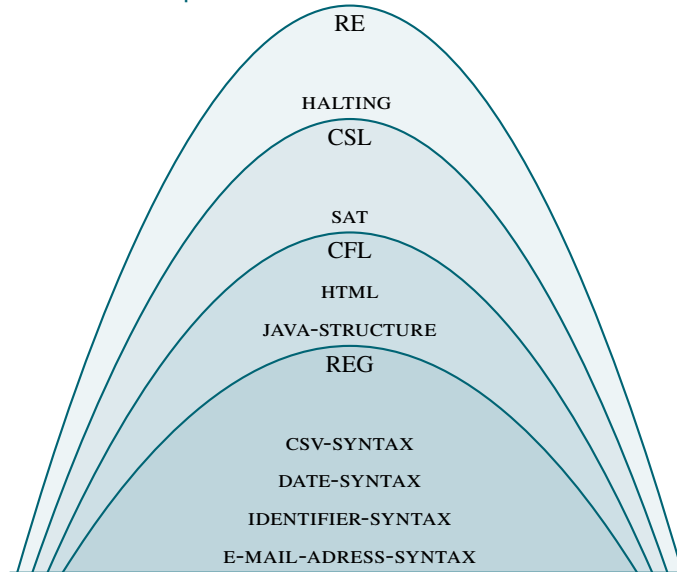 RE
HALTING
CSL
SAT
CFL
HTML
JAVA-STRUCTURE
REG
CSV-SYNTAX
DATE-SYNTAX
IDENTIFIER-SYNTAX
E-MAIL-ADRESS-SYNTAX